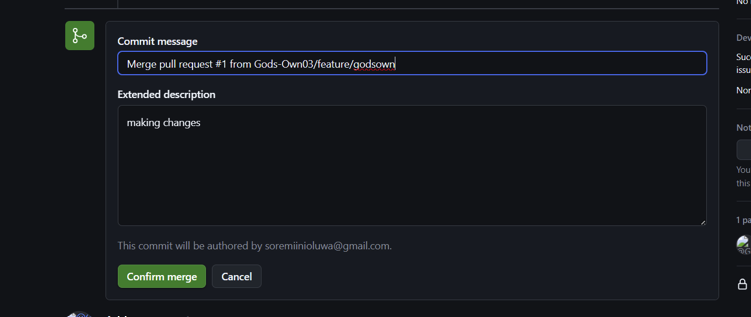 No
Commit message
Merge pull request #1 from Gods-Own03/feature/godsown
Extended description
making changes
This commit will be authored by soremiinioluwa@gmail.com.
Confirm merge
Cancel
Dev
Succ
issu
Nor
Not
You
this
1 pa